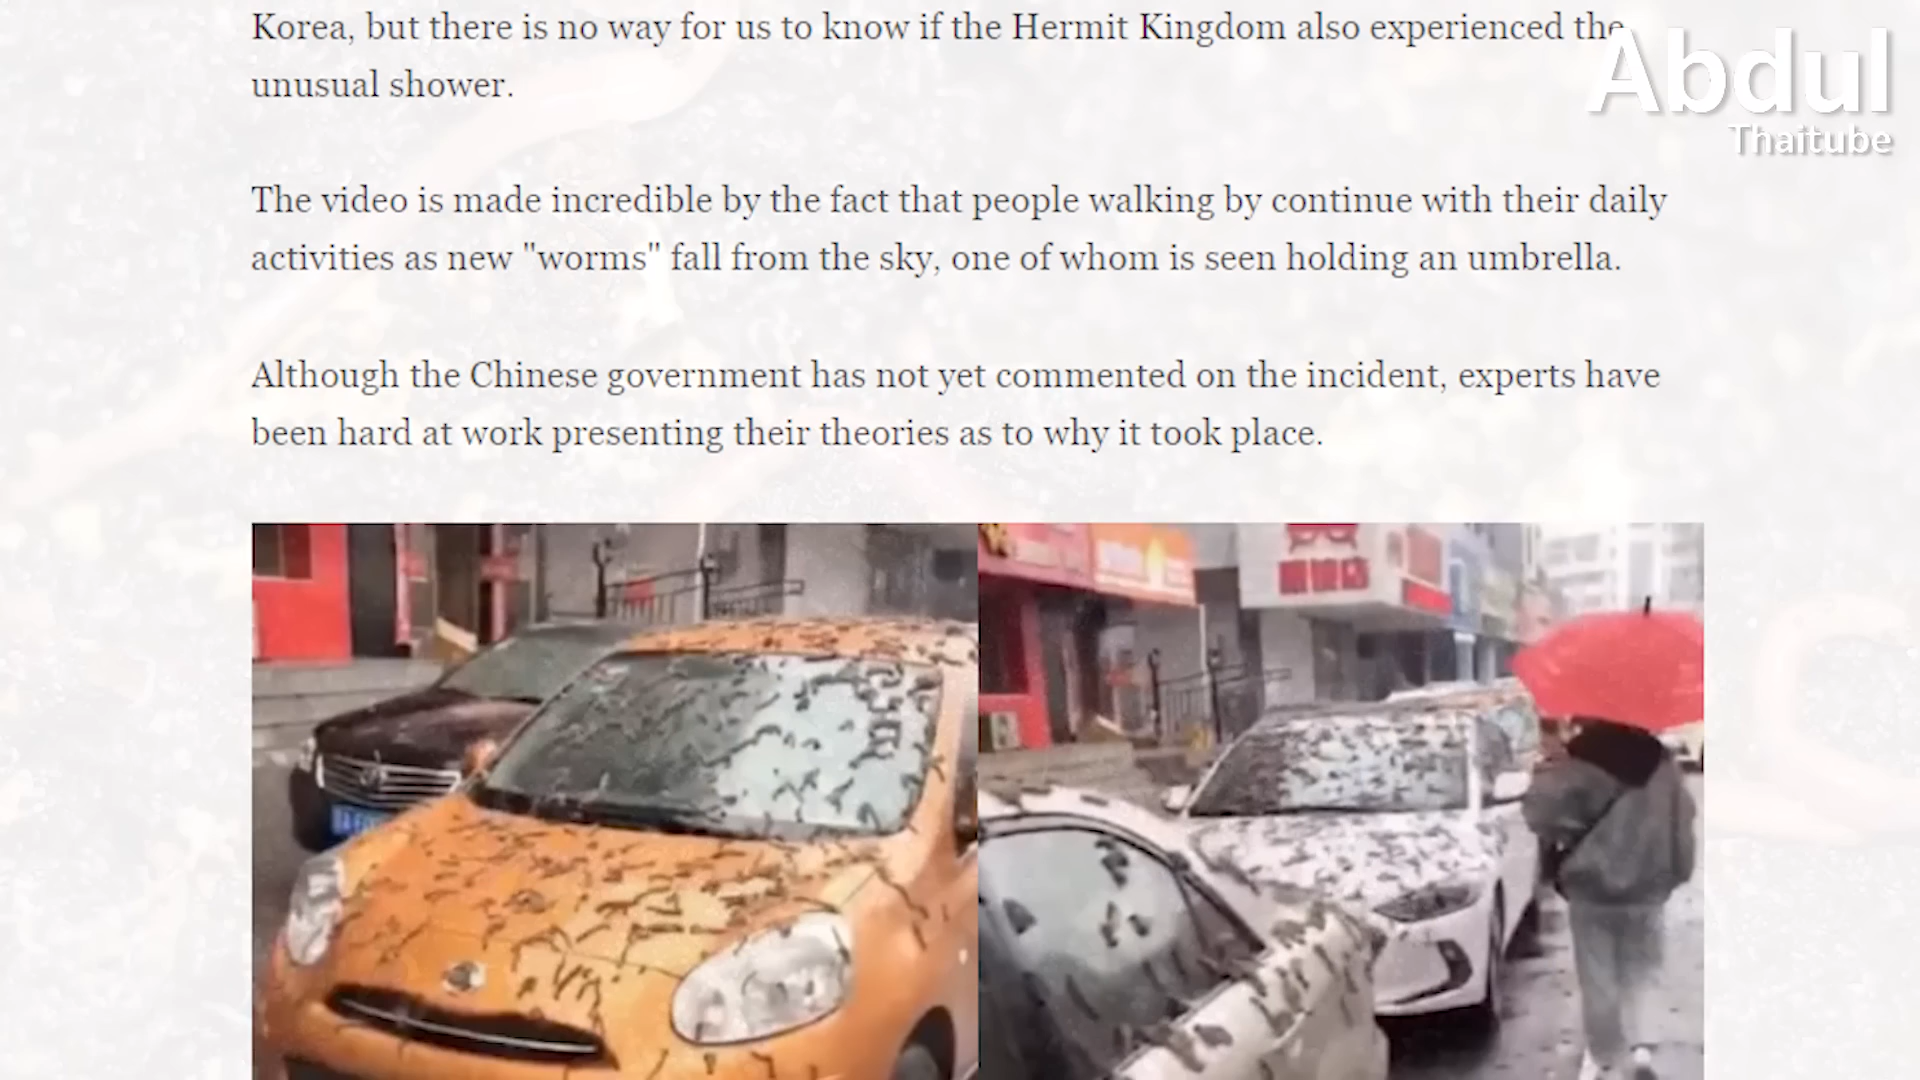 Korea, but there is no way for us to know if the Hermit Kingdom also experienced the
unusual shower.
Abdul
Thaitube
The video is made incredible by the fact that people walking by continue with their daily
activities as new "worms" fall from the sky, one of whom is seen holding an umbrella.
Although the Chinese government has not yet commented on the incident, experts have
been hard at work presenting their theories as to why it took place.